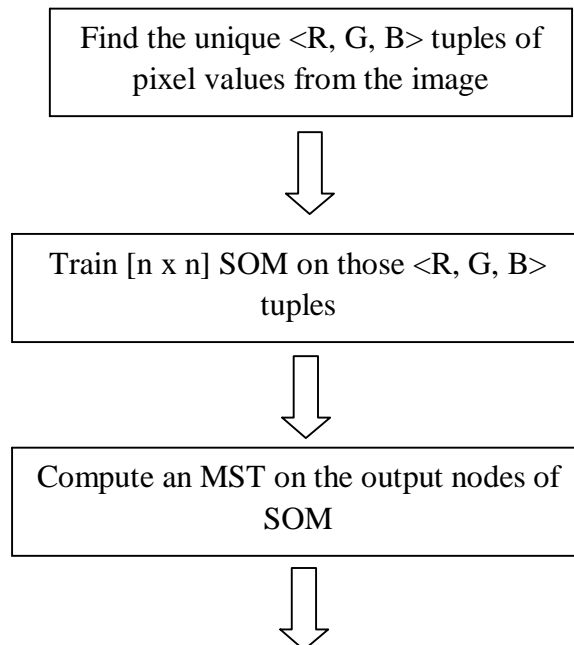 Find the unique <R, G, B> tuples of
pixel values from the image
Train [n x n] SOM on those <R, G, B>
tuples
Compute an MST on the output nodes of
SOM